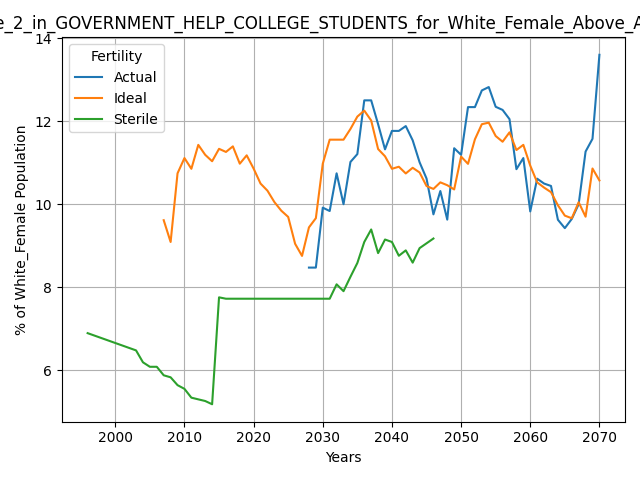 e_2_in_GOVERNMENT_HELP_COLLEGE_STUDENTS_for_White_Female_Above_A
Fertility
Actual
Ideal
Sterile
% of White_Female Population
14
12
10
8
6
2000
2010
2020
2030
2040
2050
2060
2070
Years